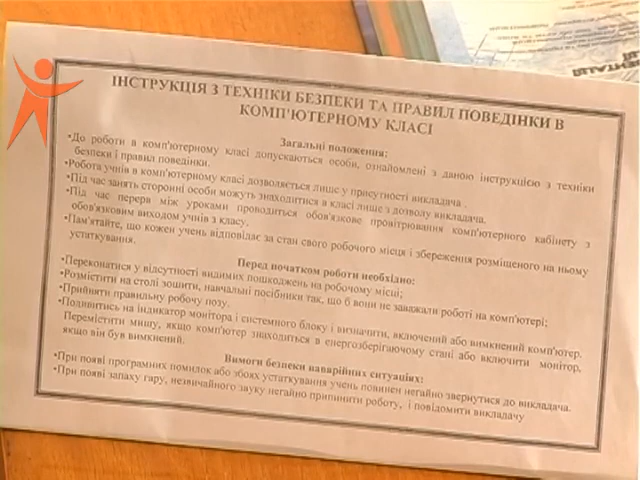 ІНСТРУКЦІЯ З ТЕХНІКИ БЕЗПЕКИ ТА ПРАВИЛ ПОВЕДІНКИ В
КОМП'ЮТЕРНОМУ КЛАСІ
Загальні положення:
•До роботи в комп'ютерному класі допускаються особи, ознайомлені з даною інструкцією з техніки
безпеки і правил поведінки.
•Робота учнів в комп'ютерному класі дозволяється лише у присутності викладача .
•Під час занять сторонні особи можуть знаходитися в класі лише з дозволу викладача.
•Під час перерв між уроками проводиться обов'язкове провітрювання комп'ютерного кабінету з
обов'язковим виходом учнів з класу.
•Пам'ятайте, що кожен учень відповідає за стан свого робочого місця і збереження розміщеного на ньому
устаткування.
Перед початком роботи необхідно:
•Переконатися у відсутності видимих пошкоджень на робочому місці;
•Розмістити на столі зошити, навчальні посібники так, що б вони не заважали роботі на комп'ютері;
•Прийняти правильну робочу позу.
•Подивитись на індикатор монітора і системного блоку і визначити, включений або вимкнений комп'ютер.
Перемістити мишу, якщо комп'ютер знаходиться в енергозберігаючому стані або включити монітор,
якщо він був вимкнений.
Вимоги безпеки наварійних ситуаціях:
•При появі програмних помилок або збоях устаткування учень повинен негайно звернутися до викладача.
•При появі запаху гару, незвичайного звуку негайно припинити роботу, і повідомити викладачу